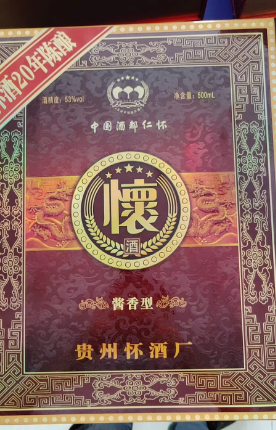 酒20年陈酿
酒精度：53%vol
净含量：500mL
中国酒都仁怀
懷
酒
酱香型
贵州怀酒厂